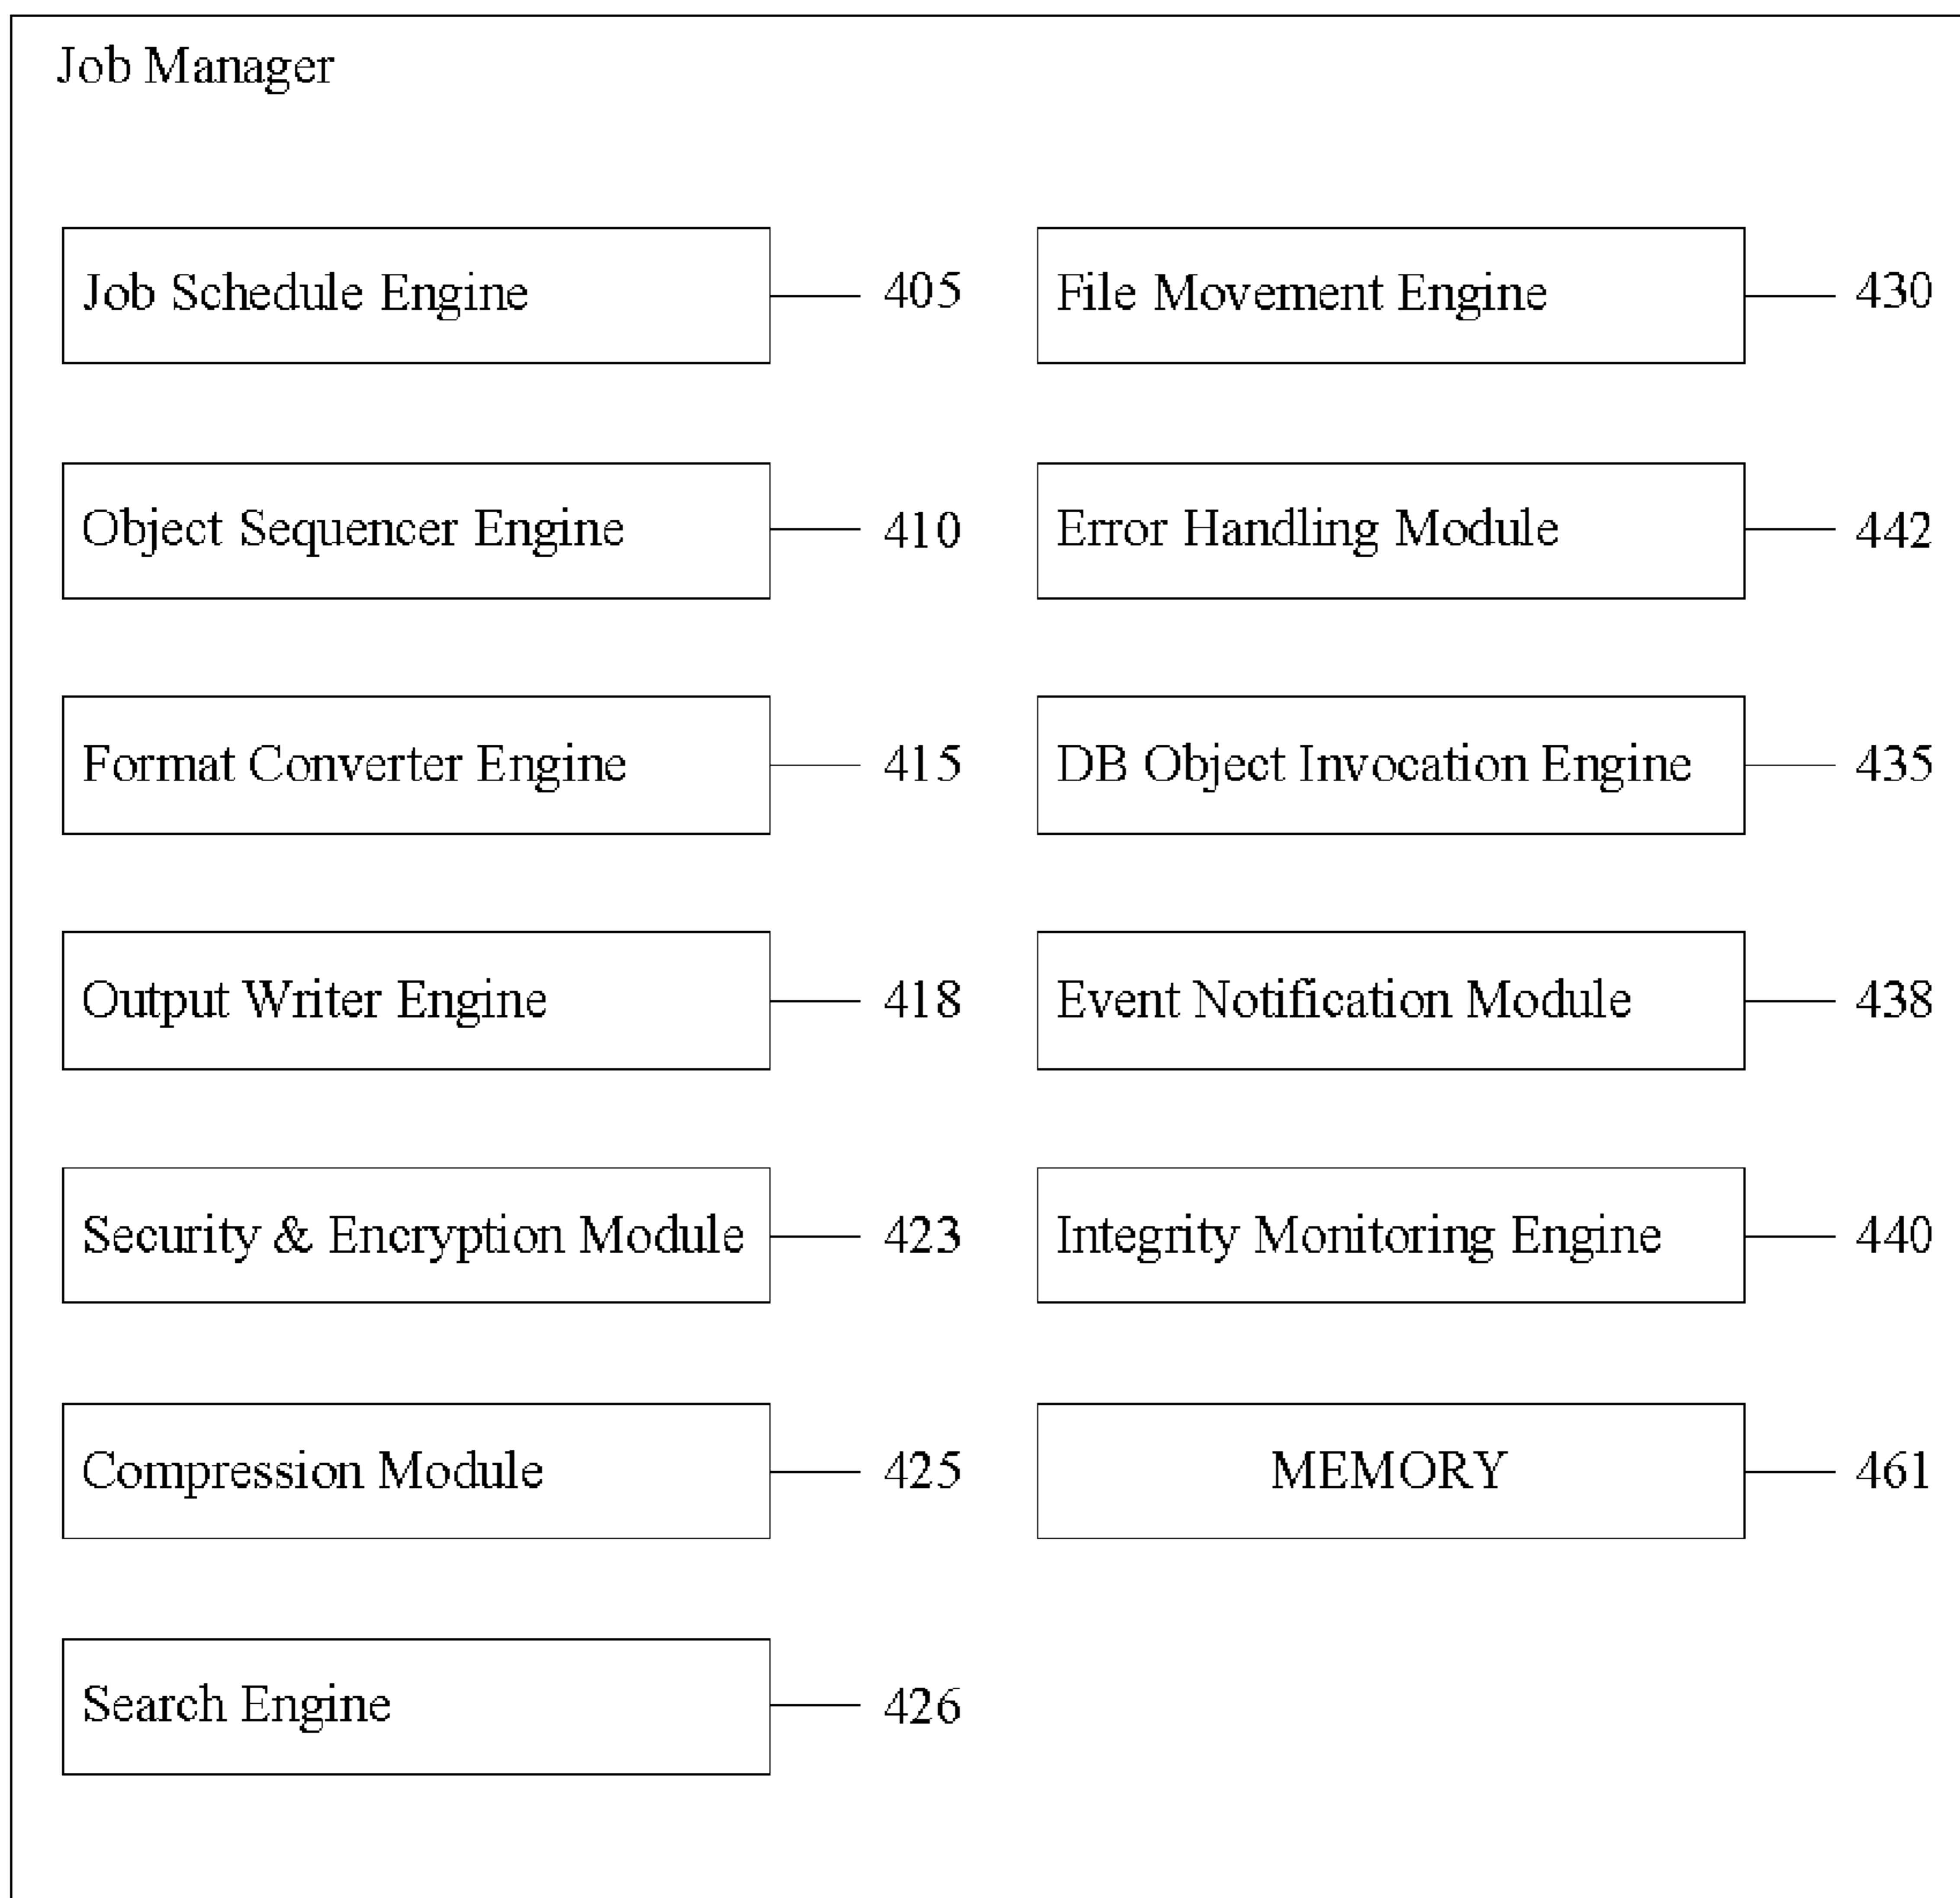 Job Manager
Job Schedule Engine 405
File Movement Engine 430
Object Sequencer Engine 410
Error Handling Module 442
Format Converter Engine 415
DB Object Invocation Engine 435
Output Writer Engine 418
Event Notification Module 438
Security & Encryption Module 423
Integrity Monitoring Engine 440
Compression Module 425
MEMORY 461
Search Engine 426